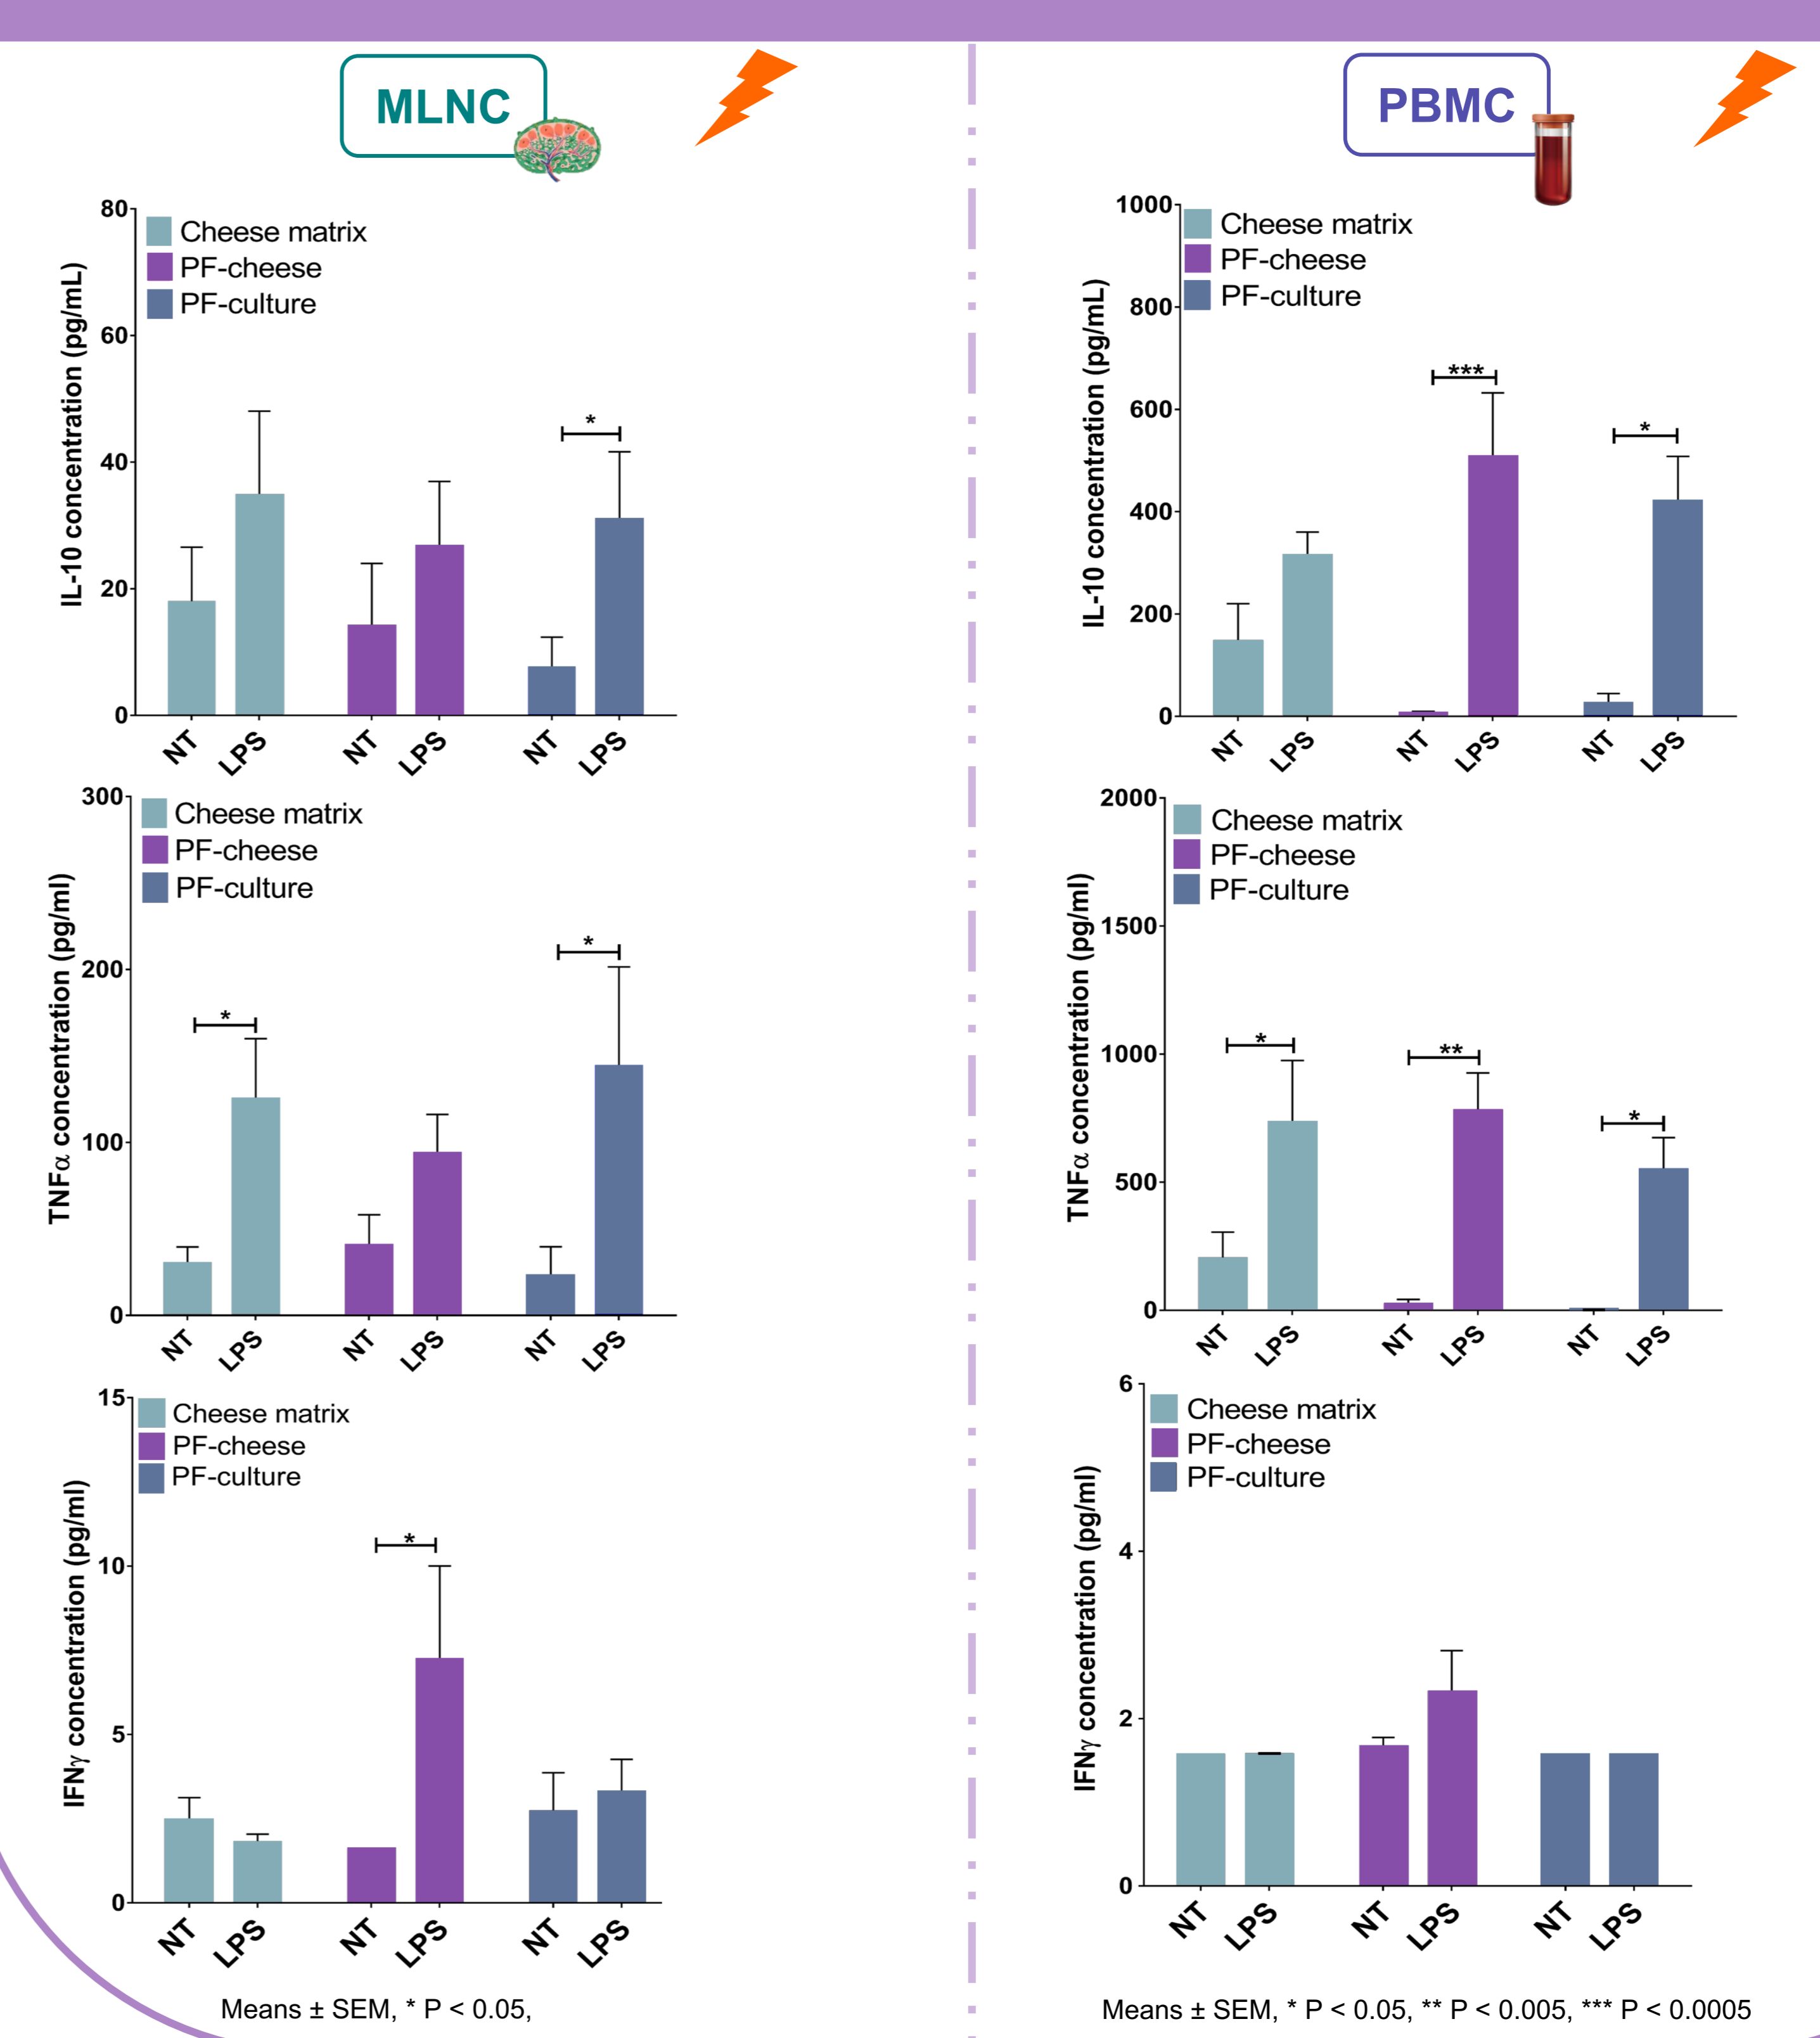 MLNC
PBMC
80
60
40
20
0
IL-10 concentration (pg/mL)
Cheese matrix
PF-cheese
PF-culture
*
NT LPS NT LPS NT LPS
1000
800
600
400
200
0
IL-10 concentration (pg/mL)
Cheese matrix
PF-cheese
PF-culture
***
*
NT LPS NT LPS NT LPS
300
200
100
0
TNFα concentration (pg/ml)
Cheese matrix
PF-cheese
PF-culture
*
*
NT LPS NT LPS NT LPS
2000
1500
1000
500
0
TNFα concentration (pg/ml)
Cheese matrix
PF-cheese
PF-culture
*
**
*
NT LPS NT LPS NT LPS
15
10
5
0
IFNγ concentration (pg/ml)
Cheese matrix
PF-cheese
PF-culture
*
NT LPS NT LPS NT LPS
6
4
2
0
IFNγ concentration (pg/ml)
Cheese matrix
PF-cheese
PF-culture
NT LPS NT LPS NT LPS
Means ± SEM, * P < 0.05,
Means ± SEM, * P < 0.05, ** P < 0.005, *** P < 0.0005